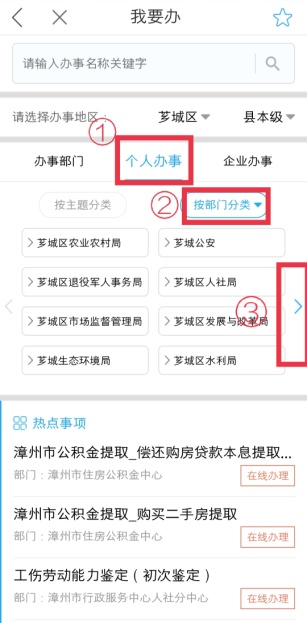 我要办
请输入办事名称关键字
请选择办事地区： 芗城区 县本级
①
办事部门 个人办事 企业办事
按主题分类 ② 按部门分类
芗城区农业农村局 芗城公安
芗城区退役军人事务局 芗城区人社局
③
芗城区市场监督管理局 芗城区发展与改革局
芗城生态环境局 芗城区水利局
热点事项
漳州市公积金提取_偿还购房贷款本息提取...
部门：漳州市住房公积金中心 在线办理
漳州市公积金提取_购买二手房提取
部门：漳州市住房公积金中心 在线办理
工伤劳动能力鉴定（初次鉴定）
部门：漳州市行政服务中心人社分中心 在线办理